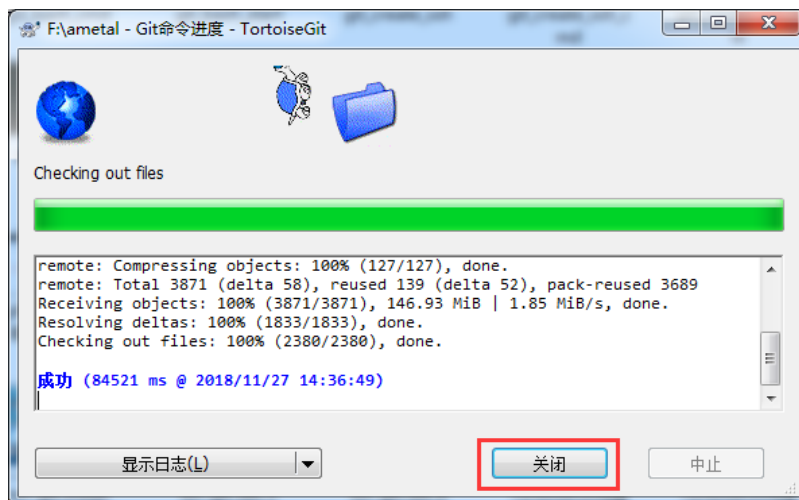 F:\ametal - Git命令进度 - TortoiseGit
Checking out files
remote: Compressing objects: 100% (127/127), done.
remote: Total 3871 (delta 58), reused 139 (delta 52), pack-reused 3689
Receiving objects: 100% (3871/3871), 146.93 MiB | 1.85 MiB/s, done.
Resolving deltas: 100% (1833/1833), done.
Checking out files: 100% (2380/2380), done.
成功 (84521 ms @ 2018/11/27 14:36:49)
显示日志(L) 关闭 中止